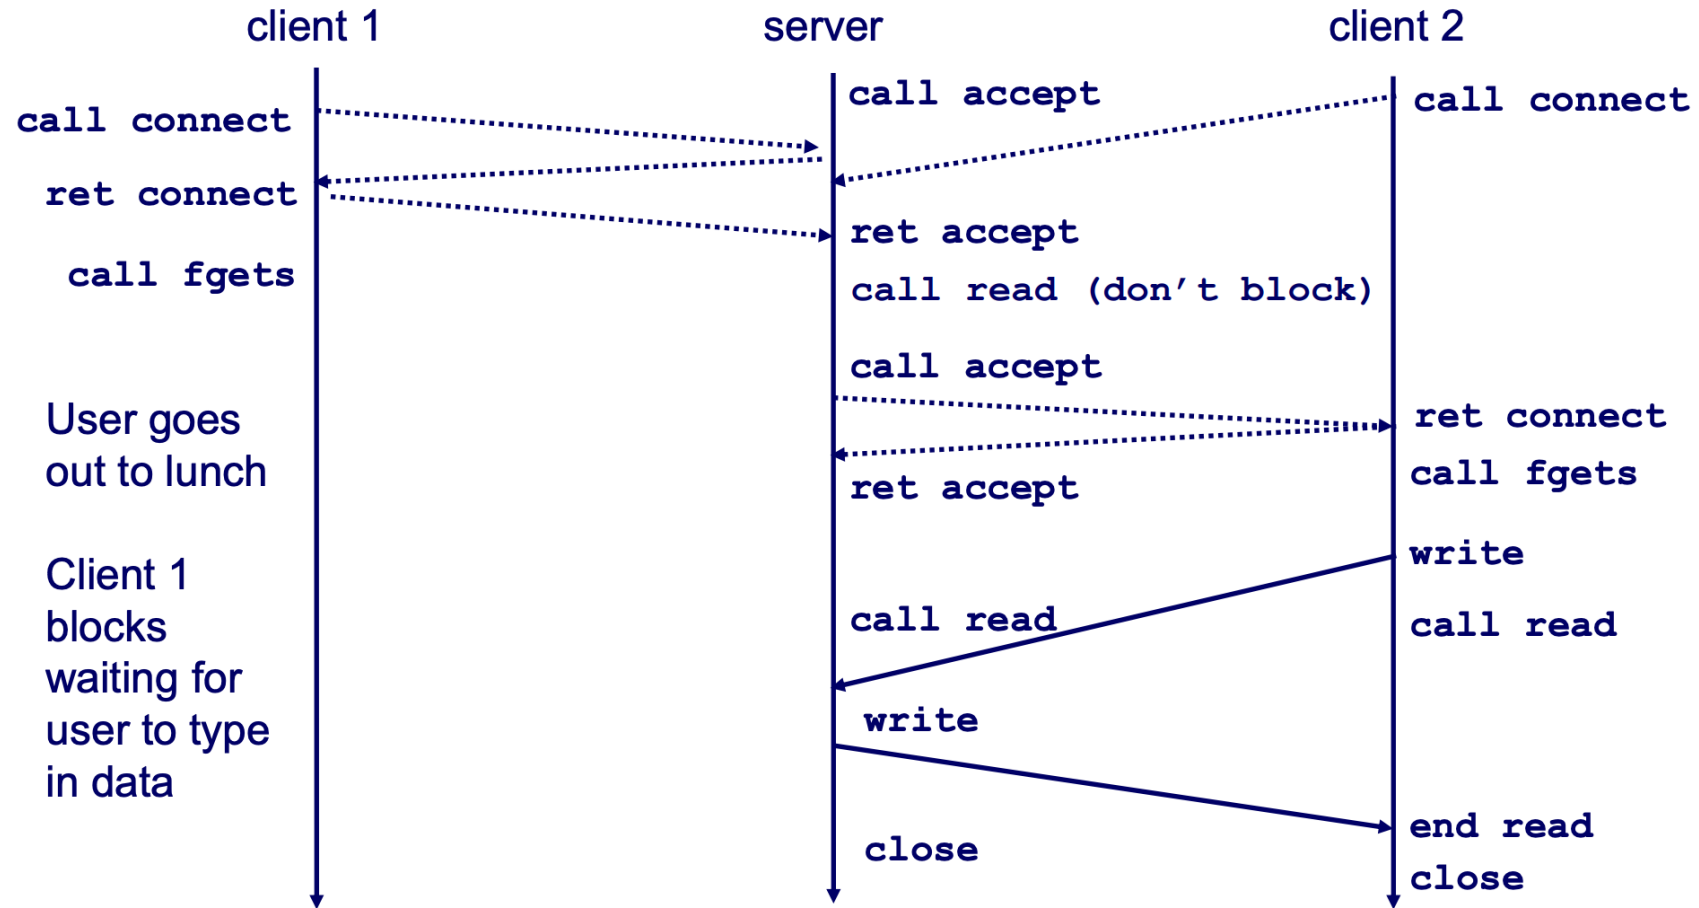 client 1
server
client 2
call connect
ret connect
call fgets
User goes
out to lunch
Client 1
blocks
waiting for
user to type
in data
call accept
ret accept
call read (don’t block)
call accept
ret accept
call read
write
close
call connect
ret connect
call fgets
write
call read
end read
close